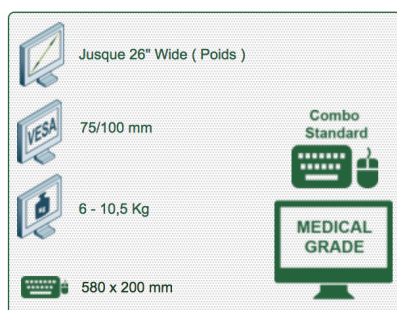 Jusque 26" Wide ( Poids )
VESA
75/100 mm
Combo
Standard
KG
6 - 10,5 Kg
MEDICAL
GRADE
580 x 200 mm